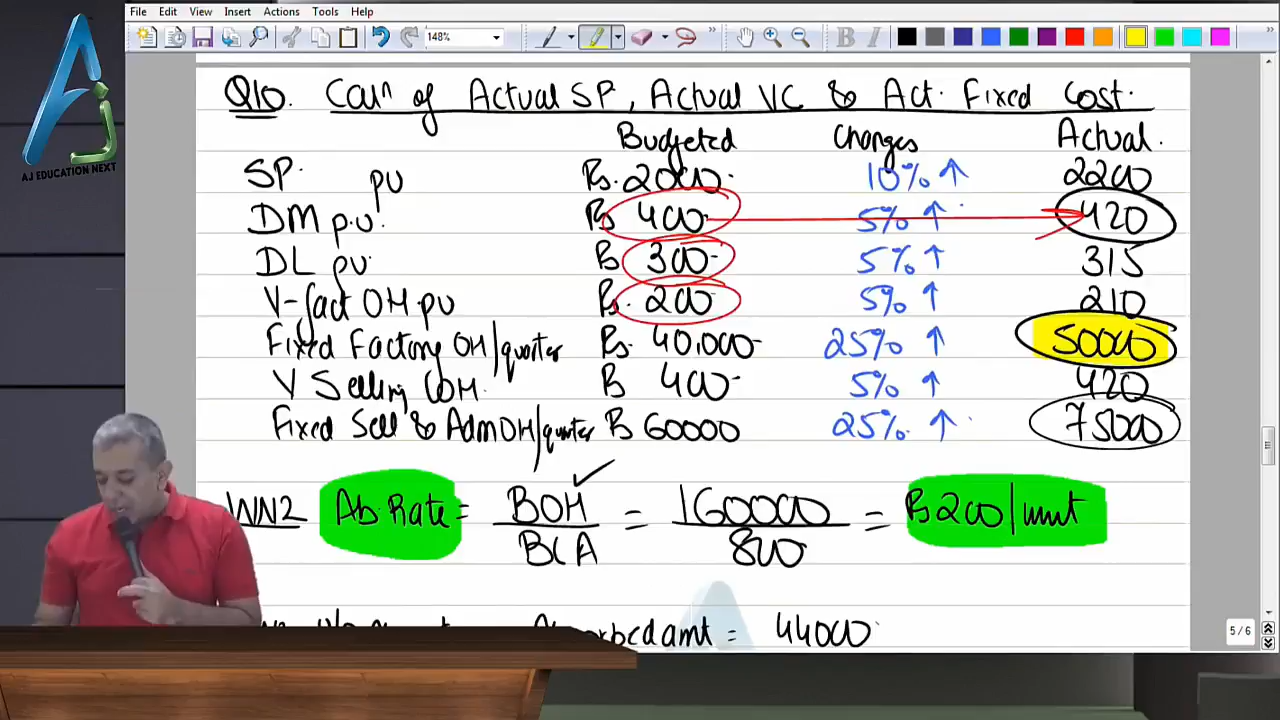 File Edit View Insert Actions Tools Help
148%
AJ EDUCATION NEXT
Q10. Calⁿ of Actual SP, Actual VC & Act. Fixed Cost.
Budgeted Changes Actual.
SP. pu Rs. 2000. 10% ↑ 2200
DM p.u. Rs 400. 5% ↑ 420
DL pu. Rs 300. 5% ↑ 315
V-fact OH pu Rs. 200. 5% ↑ 210
Fixed Factory OH/quarter Rs. 40,000 25% ↑ 50000
V Selling OH. Rs 400. 5% ↑ 420
Fixed Sell & Adm OH/quarter Rs 60000 25% ↑ 75000
WN2 Ab Rate = BOH / BCA = 160000 / 800 = Rs 200/unit
Absorbed amt = 44000
5 / 6